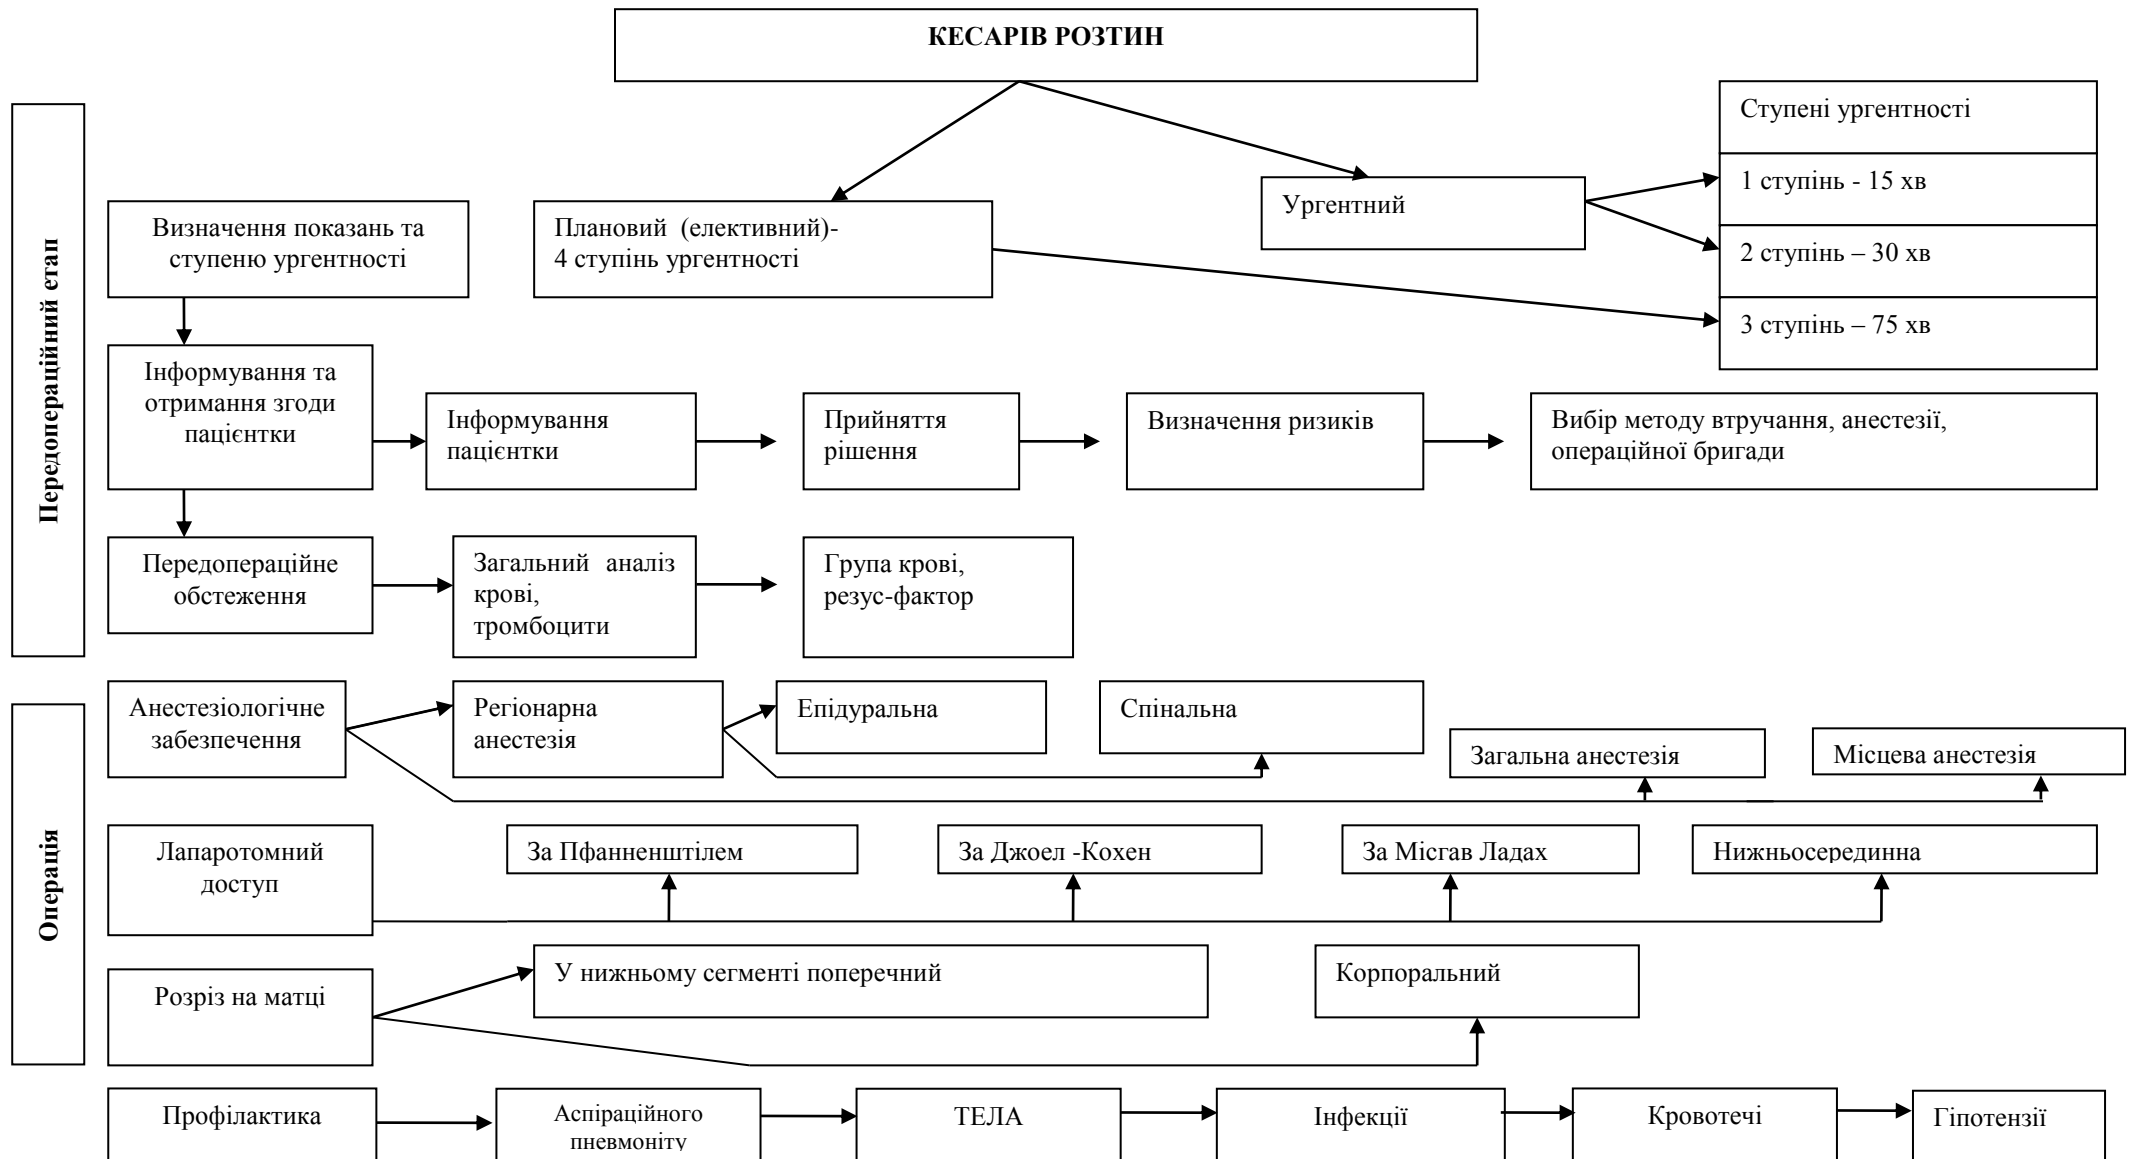 КЕСАРІВ РОЗТИН
Ступені ургентності
1 ступінь - 15 хв
2 ступінь – 30 хв
3 ступінь – 75 хв
Ургентний
Плановий (елективний)-
4 ступінь ургентності
Передопераційний етап
Визначення показань та
ступеню ургентності
Інформування та
отримання згоди
пацієнтки
Інформування
пацієнтки
Прийняття
рішення
Визначення ризиків
Вибір методу втручання, анестезії,
операційної бригади
Передопераційне
обстеження
Загальний аналіз
крові,
тромбоцити
Група крові,
резус-фактор
Операція
Анестезіологічне
забезпечення
Регіонарна
анестезія
Епідуральна
Спінальна
Загальна анестезія
Місцева анестезія
Лапаротомний
доступ
За Пфанненштілем
За Джоел -Кохен
За Місгав Ладах
Нижньосерединна
Розріз на матці
У нижньому сегменті поперечний
Корпоральний
Профілактика
Аспіраційного
пневмоніту
ТЕЛА
Інфекції
Кровотечі
Гіпотензії